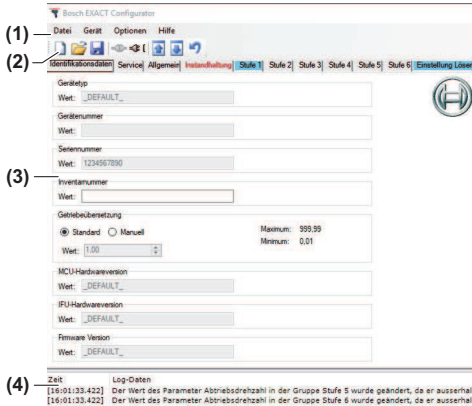 Bosch EXACT Configurator
(1) Datei Gerät Optionen Hilfe
(2)
Identifikationsdaten Service Allgemein Instandhaltung Stufe 1 Stufe 2 Stufe 3 Stufe 4 Stufe 5 Stufe 6 Einstellung Löser
Gerätetyp
Wert: _DEFAULT_
Gerätenummer
Wert:
Seriennummer
Wert: 1234567890
(3)
Inventarnummer
Wert:
Getriebeübersetzung
Standard Manuell Maximum: 999,99
Minimum: 0,01
Wert: 1.00
MCU-Hardwareversion
Wert: _DEFAULT_
IFU-Hardwareversion
Wert: _DEFAULT_
Firmware Version
Wert: _DEFAULT_
(4) Zeit Log-Daten
[16:01:33.422] Der Wert des Parameter Abtriebsdrehzahl in der Gruppe Stufe 5 wurde geändert, da er ausserhal
[16:01:33.422] Der Wert des Parameter Abtriebsdrehzahl in der Gruppe Stufe 6 wurde geändert, da er ausserhal